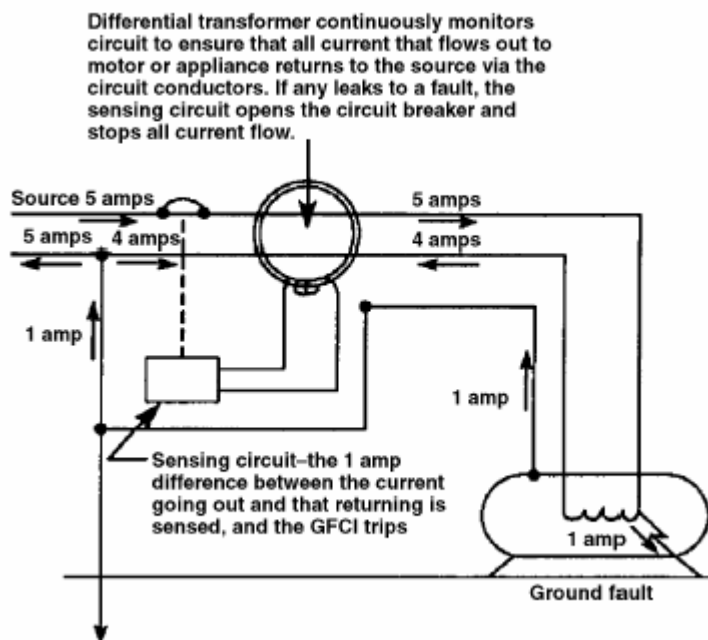 Differential transformer continuously monitors
circuit to ensure that all current that flows out to
motor or appliance returns to the source via the
circuit conductors. If any leaks to a fault, the
sensing circuit opens the circuit breaker and
stops all current flow.
Source 5 amps
5 amps
5 amps
4 amps
4 amps
1 amp
1 amp
Sensing circuit–the 1 amp
difference between the current
going out and that returning is
sensed, and the GFCI trips
1 amp
Ground fault